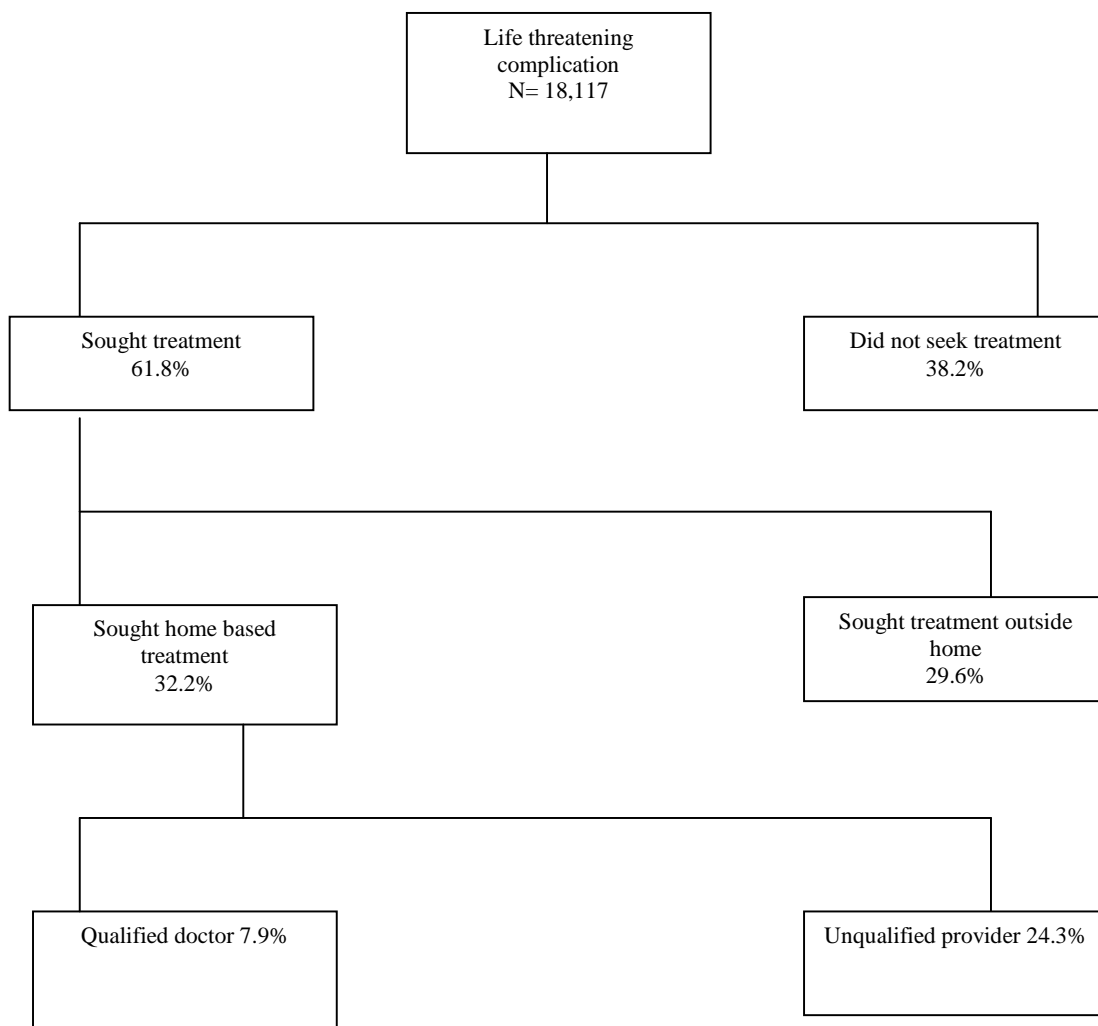 Life threatening
complication
N= 18,117
Sought treatment
61.8%
Did not seek treatment
38.2%
Sought home based
treatment
32.2%
Sought treatment outside
home
29.6%
Qualified doctor 7.9%
Unqualified provider 24.3%